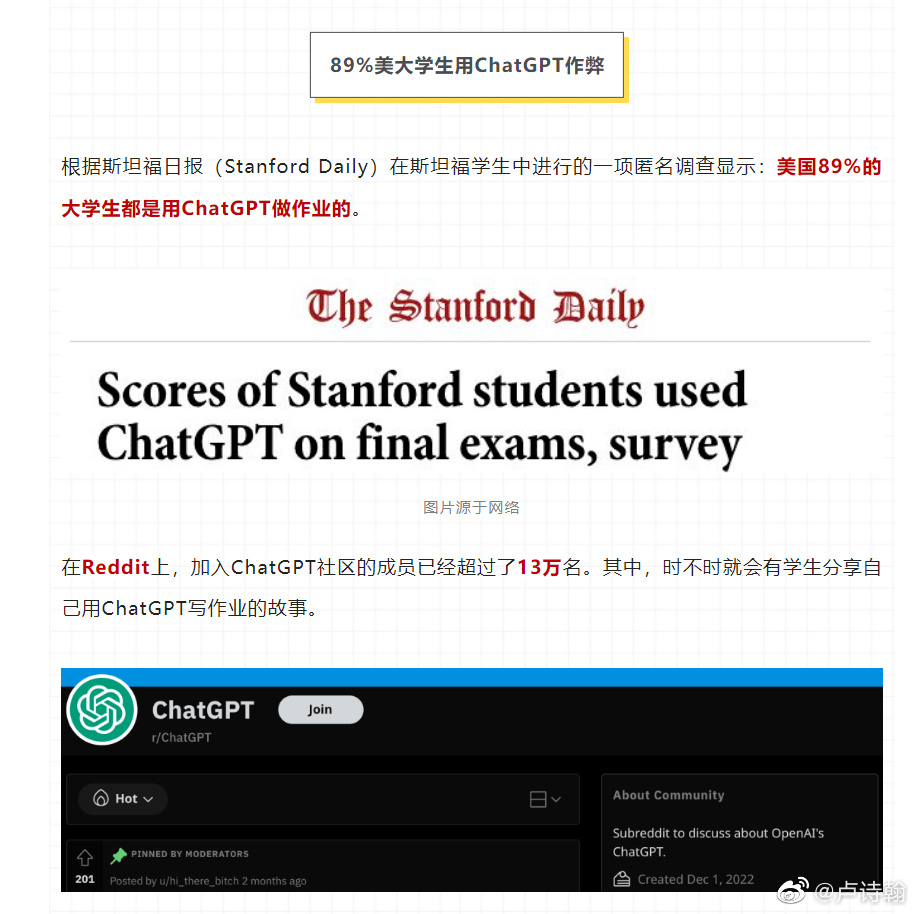 89%美大学生用ChatGPT作弊
根据斯坦福日报（Stanford Daily）在斯坦福学生中进行的一项匿名调查显示：美国89%的
大学生都是用ChatGPT做作业的。
The Stanford Daily
Scores of Stanford students used
ChatGPT on final exams, survey
图片源于网络
在Reddit上，加入ChatGPT社区的成员已经超过了13万名。其中，时不时就会有学生分享自
己用ChatGPT写作业的故事。
ChatGPT
Join
r/ChatGPT
Hot
About Community
Subreddit to discuss about OpenAI's
ChatGPT.
Created Dec 1, 2022
PINNED BY MODERATORS
201
Posted by u/hi_there_bitch 2 months ago
@卢诗翰